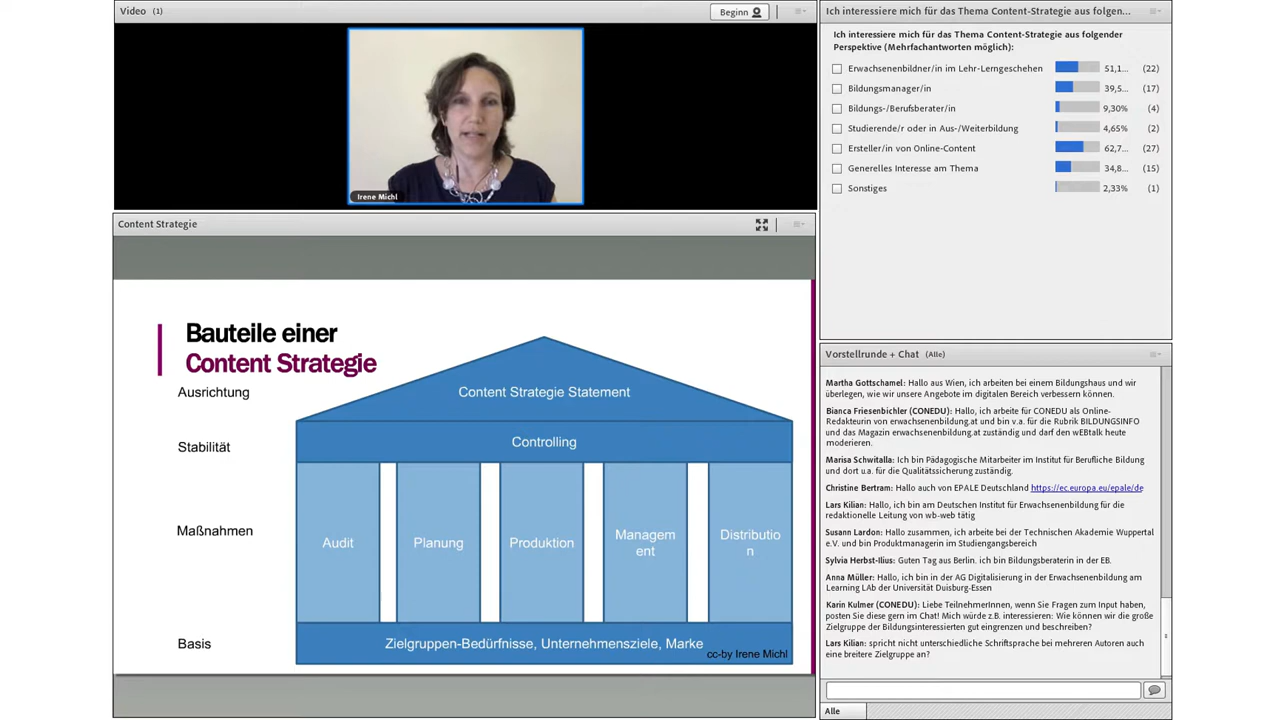 Video (1)
Beginn
Irene Michl
Content Strategie
Bauteile einer
Content Strategie
Ausrichtung
Content Strategie Statement
Stabilität
Controlling
Maßnahmen
Audit
Planung
Produktion
Managem
ent
Distributio
n
Basis
Zielgruppen-Bedürfnisse, Unternehmensziele, Marke
cc-by Irene Michl
Ich interessiere mich für das Thema Content-Strategie aus folgen...
Ich interessiere mich für das Thema Content-Strategie aus folgender
Perspektive (Mehrfachantworten möglich):
Erwachsenenbildner/in im Lehr-Lerngeschehen 51,1... (22)
Bildungsmanager/in 39,5... (17)
Bildungs-/Berufsberater/in 9,30% (4)
Studierende/r oder in Aus-/Weiterbildung 4,65% (2)
Ersteller/in von Online-Content 62,7... (27)
Generelles Interesse am Thema 34,8... (15)
Sonstiges 2,33% (1)
Vorstellrunde + Chat (Alle)
Martha Gottschamel: Hallo aus Wien, ich arbeiten bei einem Bildungshaus und wir
überlegen, wie wir unsere Angebote im digitalen Bereich verbessern können.
Bianca Friesenbichler (CONEDU): Hallo, ich arbeite für CONEDU als Online-
Redakteurin von erwachsenenbildung.at und bin v.a. für die Rubrik BILDUNGSINFO
und das Magazin erwachsenenbildung.at zuständig und darf den wEBtalk heute
moderieren.
Marisa Schwitalla: Ich bin Pädagogische Mitarbeiter im Institut für Berufliche Bildung
und dort u.a. für die Qualitätssicherung zuständig.
Christine Bertram: Hallo auch von EPALE Deutschland https://ec.europa.eu/epale/de
Lars Kilian: Hallo, ich bin am Deutschen Institut für Erwachsenenbildung für die
redaktionelle Leitung von wb-web tätig
Susann Lardon: Hallo zusammen, ich arbeite bei der Technischen Akademie Wuppertal
e.V. und bin Produktmanagerin im Studiengangsbereich
Sylvia Herbst-Ilius: Guten Tag aus Berlin. ich bin Bildungsberaterin in der EB.
Anna Müller: Hallo, ich bin in der AG Digitalisierung in der Erwachsenenbildung am
Learning LAb der Universität Duisburg-Essen
Karin Kulmer (CONEDU): Liebe TeilnehmerInnen, wenn Sie Fragen zum Input haben,
posten Sie diese gern im Chat! Mich würde z.B. interessieren: Wie können wir die große
Zielgruppe der Bildungsinteressierten gut eingrenzen und beschreiben?
Lars Kilian: spricht nicht unterschiedliche Schriftsprache bei mehreren Autoren auch
eine breitere Zielgruppe an?
Alle